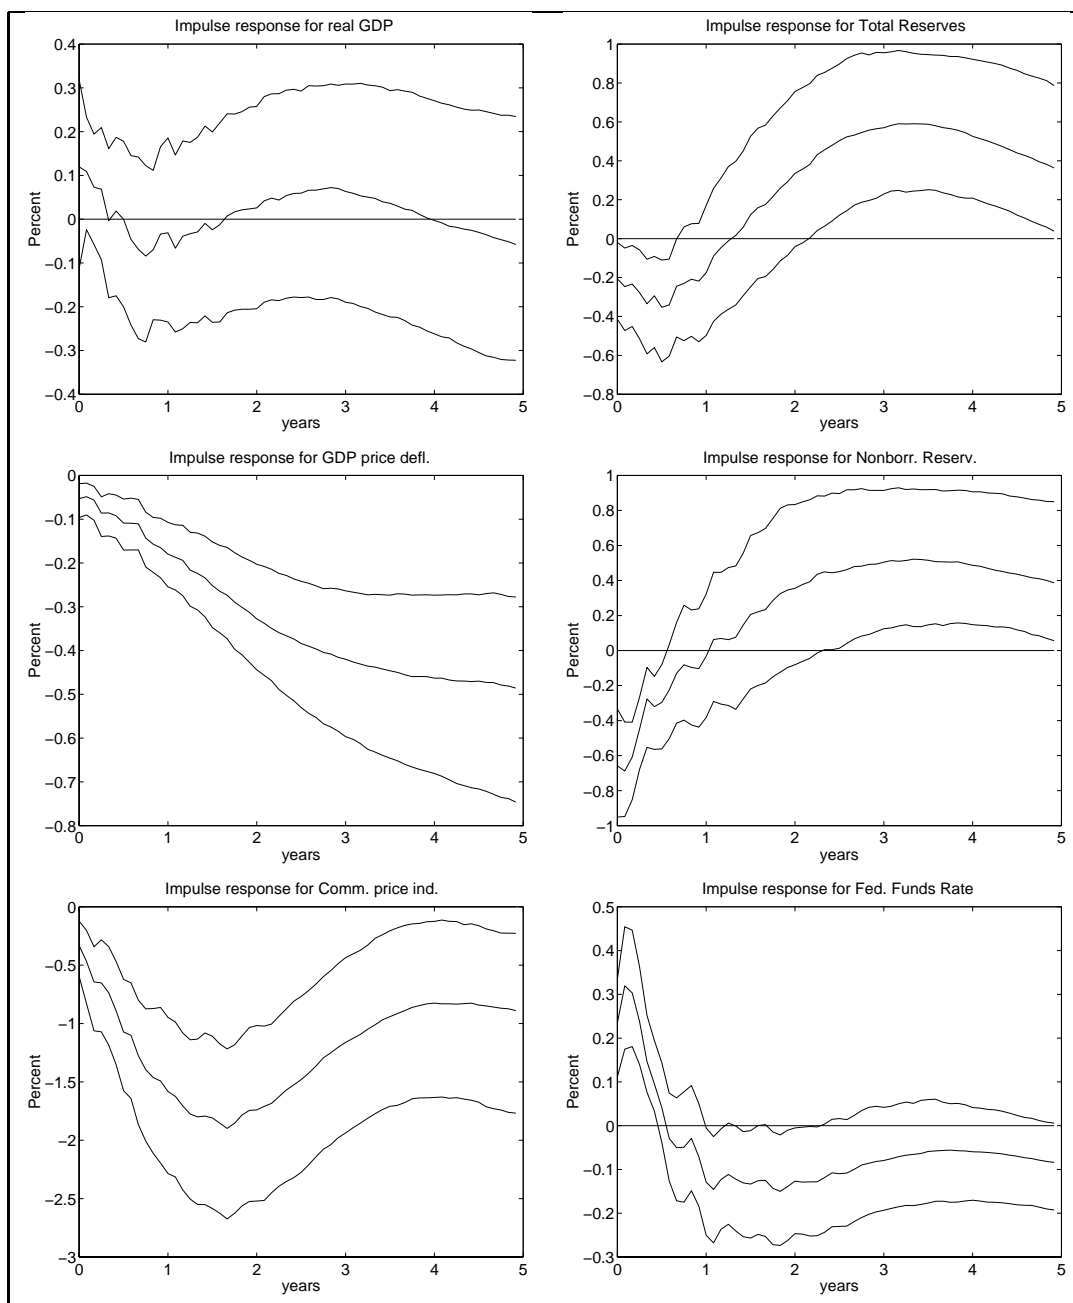 Impulse response for real GDP
0.4
0.3
0.2
0.1
0
−0.1
−0.2
−0.3
−0.4
Percent
0 1 2 3 4 5
years
Impulse response for Total Reserves
1
0.8
0.6
0.4
0.2
0
−0.2
−0.4
−0.6
−0.8
Percent
0 1 2 3 4 5
years
Impulse response for GDP price defl.
0
−0.1
−0.2
−0.3
−0.4
−0.5
−0.6
−0.7
−0.8
Percent
0 1 2 3 4 5
years
Impulse response for Nonborr. Reserv.
1
0.8
0.6
0.4
0.2
0
−0.2
−0.4
−0.6
−0.8
−1
Percent
0 1 2 3 4 5
years
Impulse response for Comm. price ind.
0
−0.5
−1
−1.5
−2
−2.5
−3
Percent
0 1 2 3 4 5
years
Impulse response for Fed. Funds Rate
0.5
0.4
0.3
0.2
0.1
0
−0.1
−0.2
−0.3
Percent
0 1 2 3 4 5
years